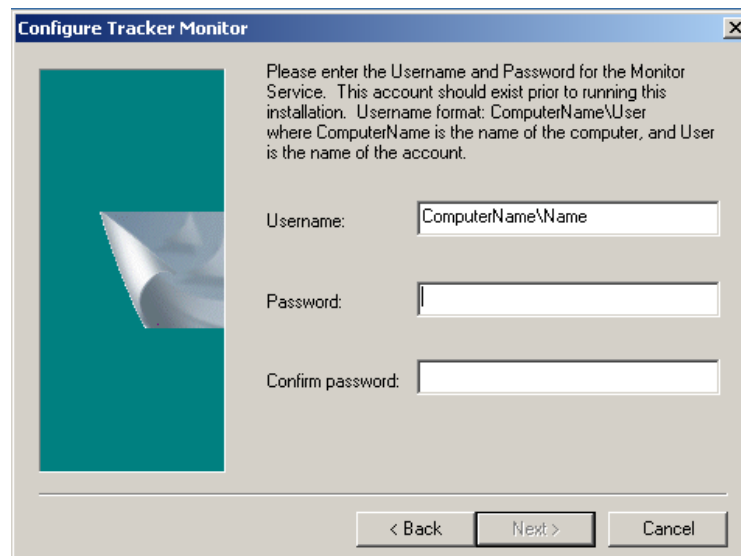 Configure Tracker Monitor
Please enter the Username and Password for the Monitor
Service. This account should exist prior to running this
installation. Username format: ComputerName\User
where ComputerName is the name of the computer, and User
is the name of the account.
Username:
ComputerName\Name
Password:
Confirm password:
< Back
Next >
Cancel